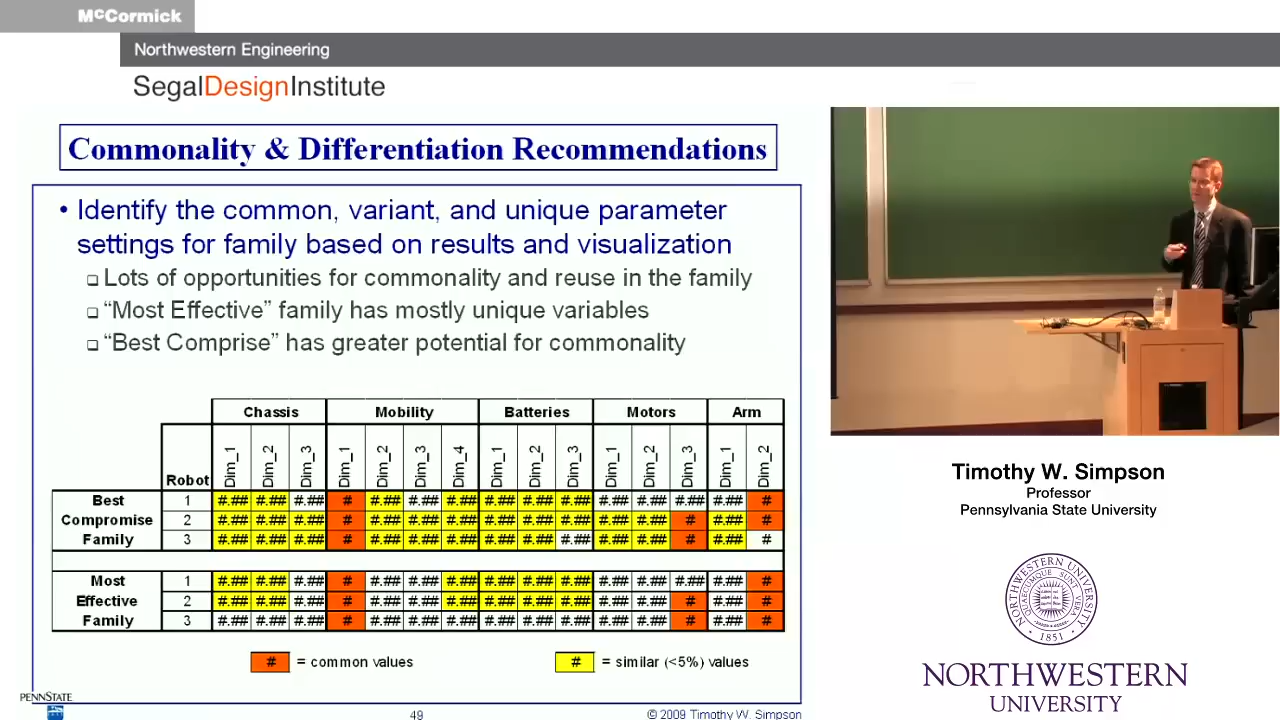 McCormick
Northwestern Engineering
SegalDesignInstitute
Commonality & Differentiation Recommendations
• Identify the common, variant, and unique parameter
settings for family based on results and visualization
Lots of opportunities for commonality and reuse in the family
“Most Effective” family has mostly unique variables
“Best Comprise” has greater potential for commonality
Chassis Mobility Batteries Motors Arm
Robot Dim_1 Dim_2 Dim_3 Dim_1 Dim_2 Dim_3 Dim_4 Dim_1 Dim_2 Dim_3 Dim_1 Dim_2 Dim_3 Dim_1 Dim_2
Best 1 #.## #.## #.## # #.## #.## #.## #.## #.## #.## #.## #.## #.## #.## #
Compromise 2 #.## #.## #.## # #.## #.## #.## #.## #.## #.## #.## #.## # #.## #
Family 3 #.## #.## #.## # #.## #.## #.## #.## #.## #.## #.## #.## # #.## #
Most 1 #.## #.## #.## # #.## #.## #.## #.## #.## #.## #.## #.## #.## #.## #
Effective 2 #.## #.## #.## # #.## #.## #.## #.## #.## #.## #.## #.## # #.## #
Family 3 #.## #.## #.## # #.## #.## #.## #.## #.## #.## #.## #.## # #.## #
# = common values
# = similar (<5%) values
PENNSTATE
49
© 2009 Timothy W. Simpson
Timothy W. Simpson
Professor
Pennsylvania State University
NORTHWESTERN UNIVERSITY
1851
NORTHWESTERN
UNIVERSITY